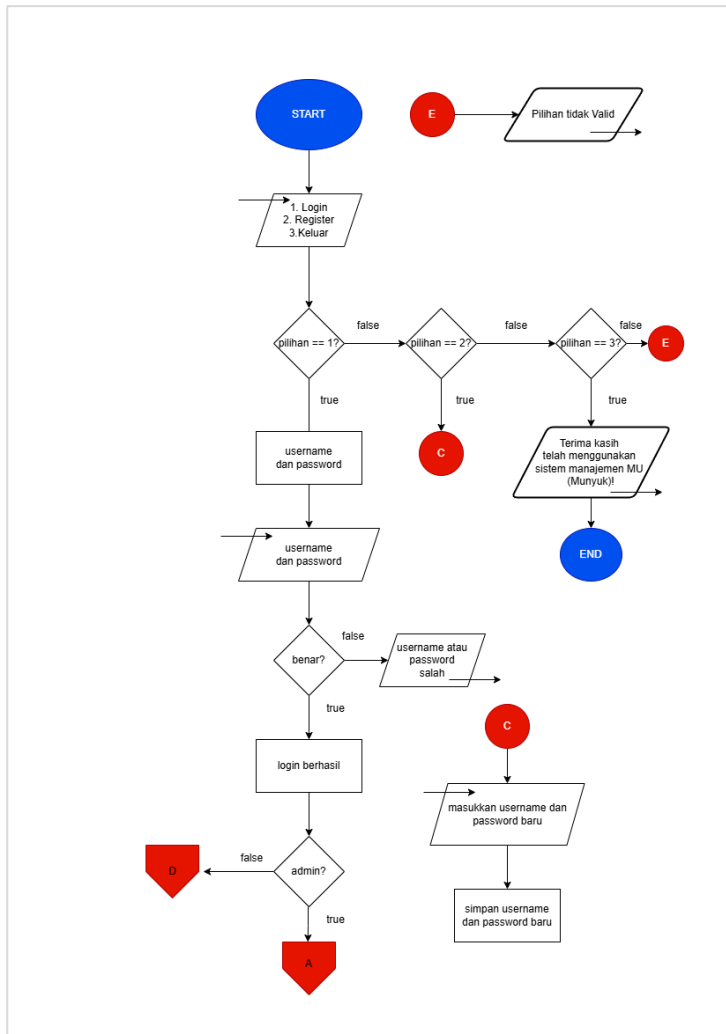 START
E
Pilihan tidak Valid
1. Login
2. Register
3.Keluar
pilihan == 1?
false
pilihan == 2?
false
pilihan == 3?
false
E
true
true
true
username
dan password
C
Terima kasih
telah menggunakan
sistem manajemen MU
(Munyuk)!
username
dan password
END
benar?
false
username atau
password
salah
true
C
login berhasil
masukkan username dan
password baru
D
false
admin?
true
simpan username
dan password baru
A